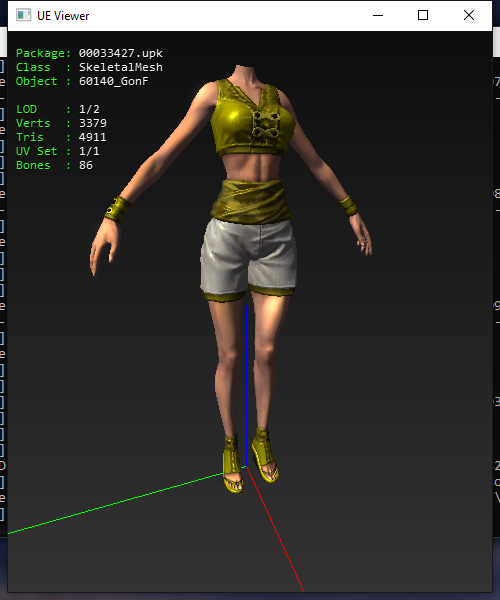 UE Viewer
Package: 00033427.upk
Class : SkeletalMesh
Object : 60140_GonF
LOD : 1/2
Verts : 3379
Tris : 4911
UV Set : 1/1
Bones : 86